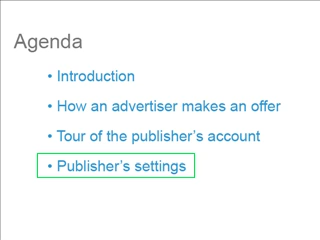 Agenda
• Introduction
• How an advertiser makes an offer
• Tour of the publisher's account
• Publisher's settings